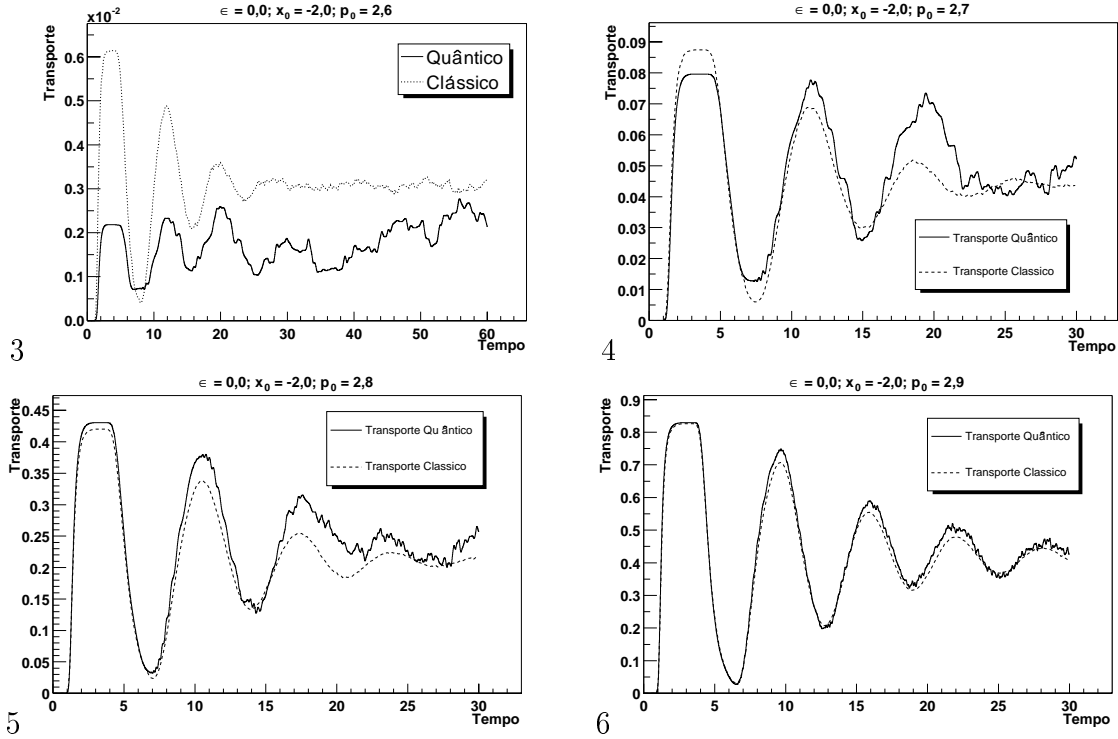 ϵ = 0,0; x₀ = -2,0; p₀ = 2,6
x10⁻²
Transporte
0.6
0.5
0.4
0.3
0.2
0.1
0.0
0 10 20 30 40 50 60
Tempo
Quântico
Clássico
3
ϵ = 0,0; x₀ = -2,0; p₀ = 2,7
Transporte
0.09
0.08
0.07
0.06
0.05
0.04
0.03
0.02
0.01
0
0 5 10 15 20 25 30
Tempo
Transporte Quântico
Transporte Classico
4
ϵ = 0,0; x₀ = -2,0; p₀ = 2,8
Transporte
0.45
0.4
0.35
0.3
0.25
0.2
0.15
0.1
0.05
0
0 5 10 15 20 25 30
Tempo
Transporte Quântico
Transporte Classico
5
ϵ = 0,0; x₀ = -2,0; p₀ = 2,9
Transporte
0.9
0.8
0.7
0.6
0.5
0.4
0.3
0.2
0.1
0
0 5 10 15 20 25 30
Tempo
Transporte Quântico
Transporte Classico
6